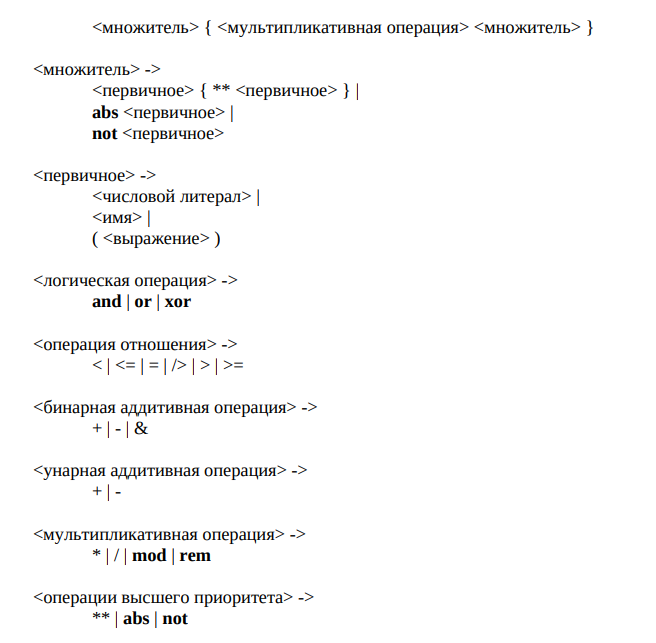 <множитель> { <мультипликативная операция> <множитель> }
<множитель> ->
<первичное> { ** <первичное> } |
abs <первичное> |
not <первичное>
<первичное> ->
<числовой литерал> |
<имя> |
( <выражение> )
<логическая операция> ->
and | or | xor
<операция отношения> ->
< | <= | = | /> | > | >=
<бинарная аддитивная операция> ->
+ | - | &
<унарная аддитивная операция> ->
+ | -
<мультипликативная операция> ->
* | / | mod | rem
<операции высшего приоритета> ->
** | abs | not